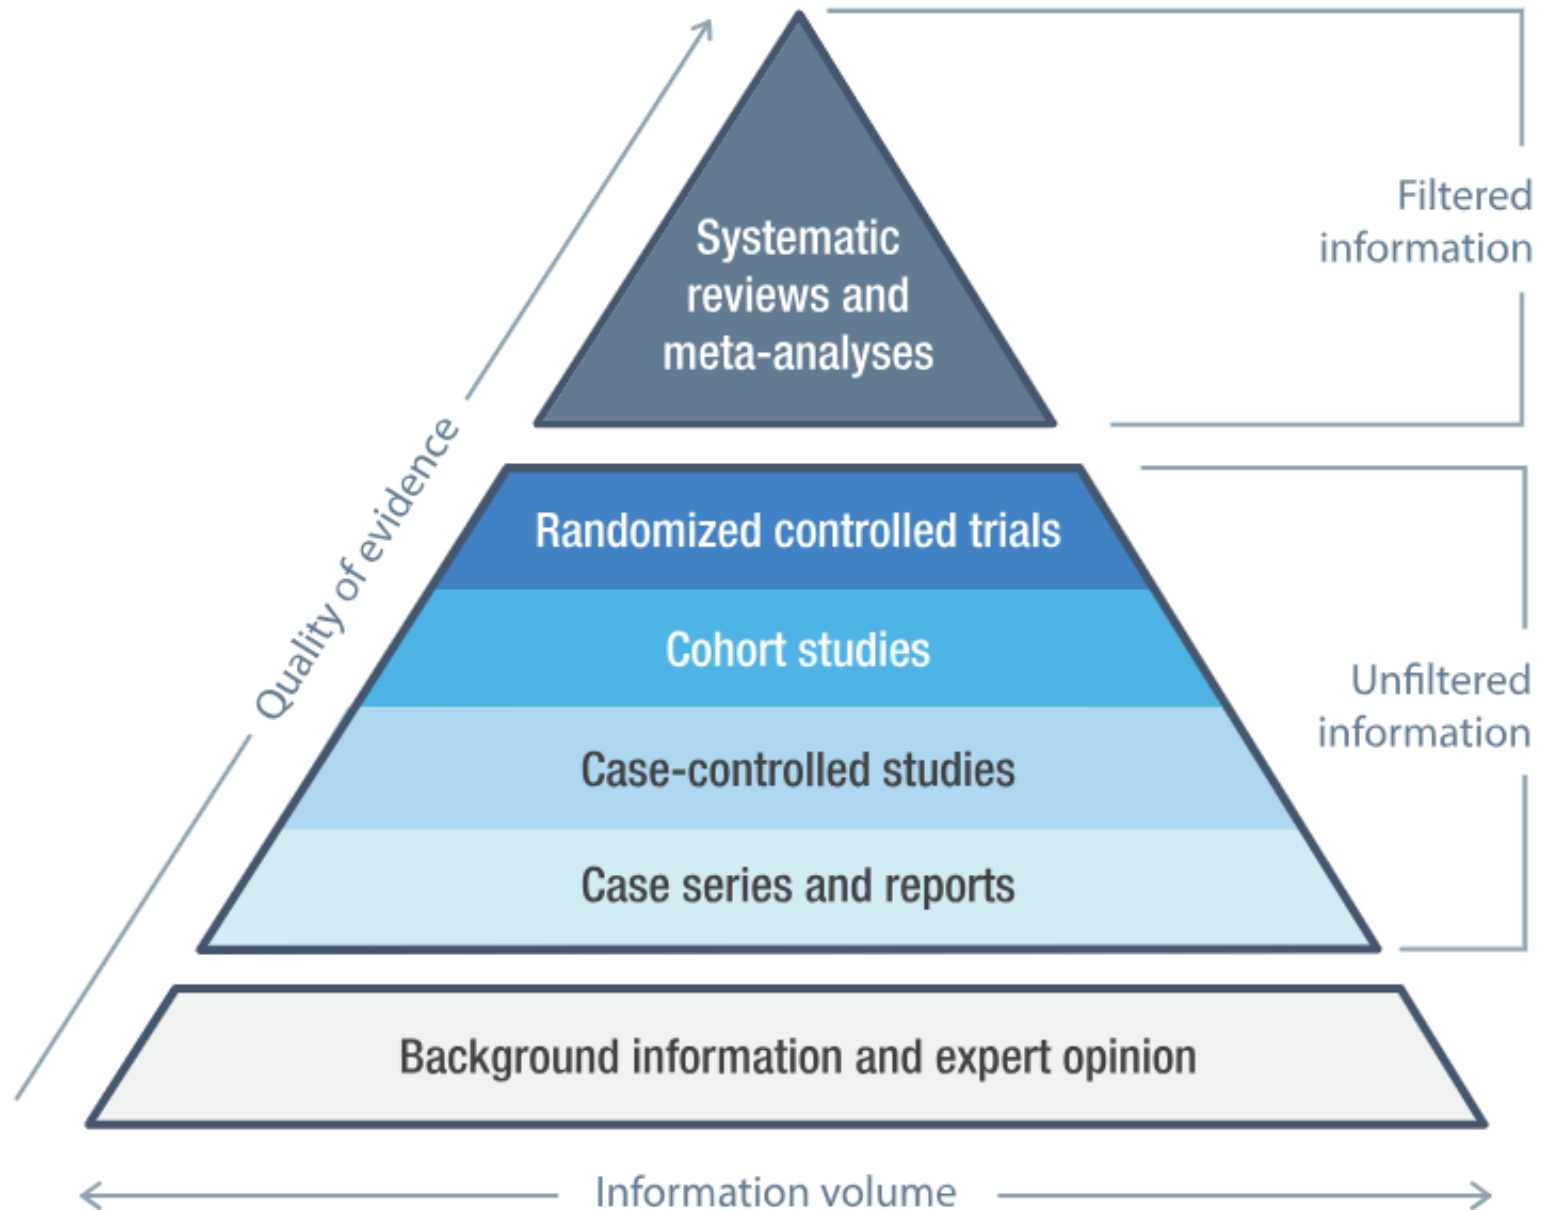 Systematic
reviews and
meta-analyses
Filtered
information
Quality of evidence
Randomized controlled trials
Cohort studies
Case-controlled studies
Case series and reports
Unfiltered
information
Background information and expert opinion
Information volume